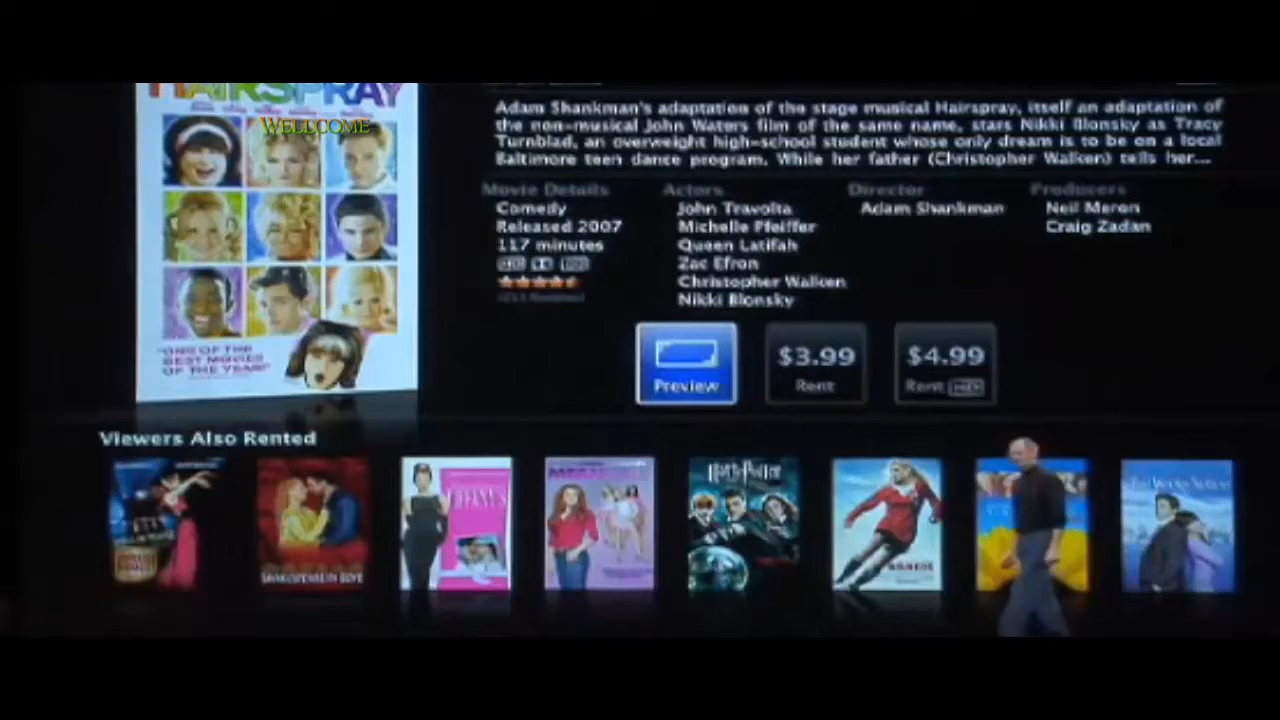 HAIRSPRAY
WELLCOME
"ONE OF THE
BEST MOVIES
OF THE YEAR!"
Adam Shankman's adaptation of the stage musical Hairspray, itself an adaptation of
the non-musical John Waters film of the same name, stars Nikki Blonsky as Tracy
Turnblad, an overweight high-school student whose only dream is to be on a local
Baltimore teen dance program. While her father (Christopher Walken) tells her...
Movie Details
Comedy
Released 2007
117 minutes
Actors
John Travolta
Michelle Pfeiffer
Queen Latifah
Zac Efron
Christopher Walken
Nikki Blonsky
Director
Adam Shankman
Producers
Neil Meron
Craig Zadan
Preview
$3.99
Rent
$4.99
Rent HD
Viewers Also Rented
SHAKESPEARE IN LOVE
TIFFANY'S
Harry Potter